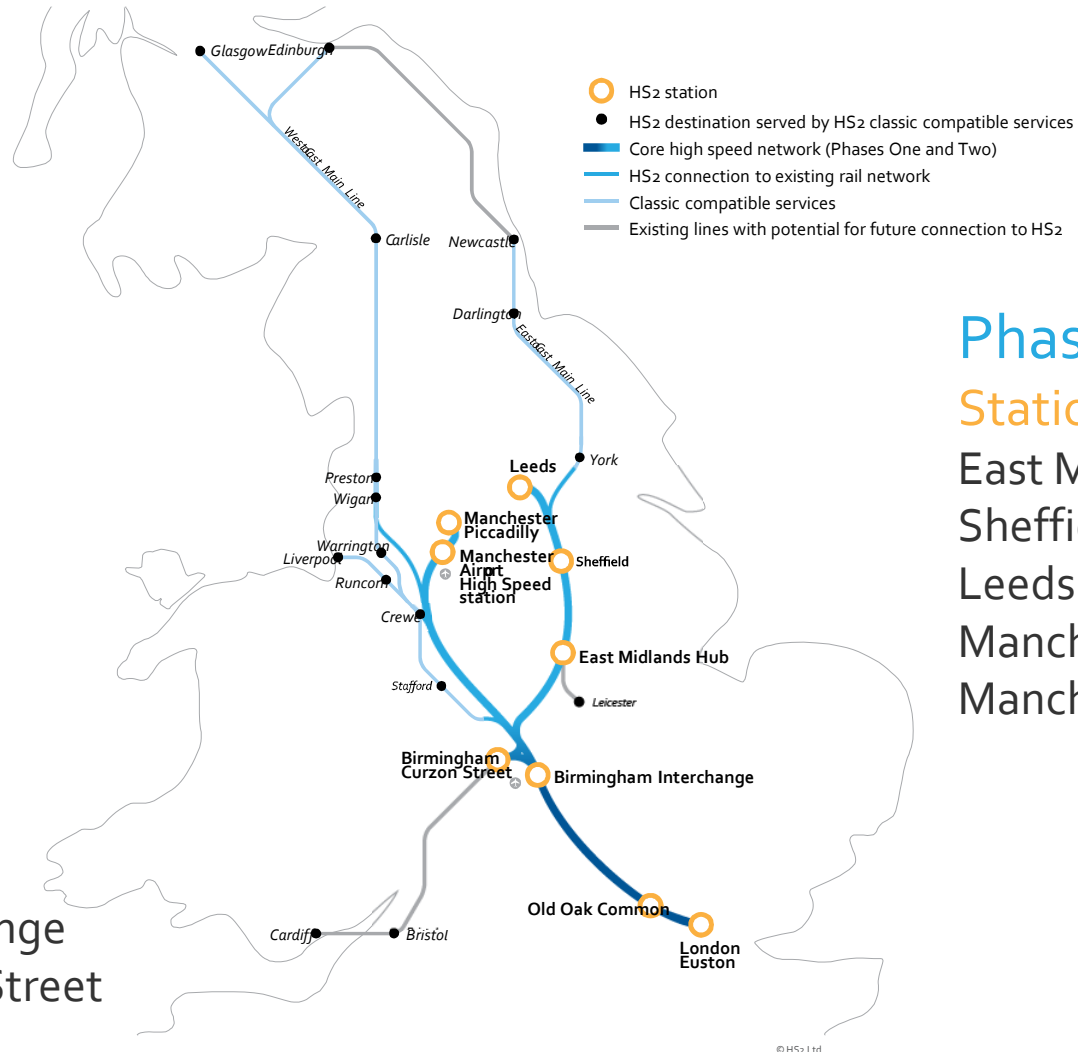 Glasgow
Edinburgh
HS2 station
HS2 destination served by HS2 classic compatible services
Core high speed network (Phases One and Two)
HS2 connection to existing rail network
Classic compatible services
Existing lines with potential for future connection to HS2
West Coast Main Line
Carlisle
Newcastle
Darlington
East Coast Main Line
Phas
Statio
East M
Sheffi
Leeds
Manch
Manch
York
Leeds
Preston
Wigan
Manchester
Piccadilly
Warrington
Liverpool
Runcorn
Manchester
Airport
High Speed
station
Sheffield
Crewe
East Midlands Hub
Stafford
Leicester
Birmingham
Curzon Street
Birmingham Interchange
Old Oak Common
London
Euston
nge
Street
Cardiff
Bristol
© HS2 Ltd